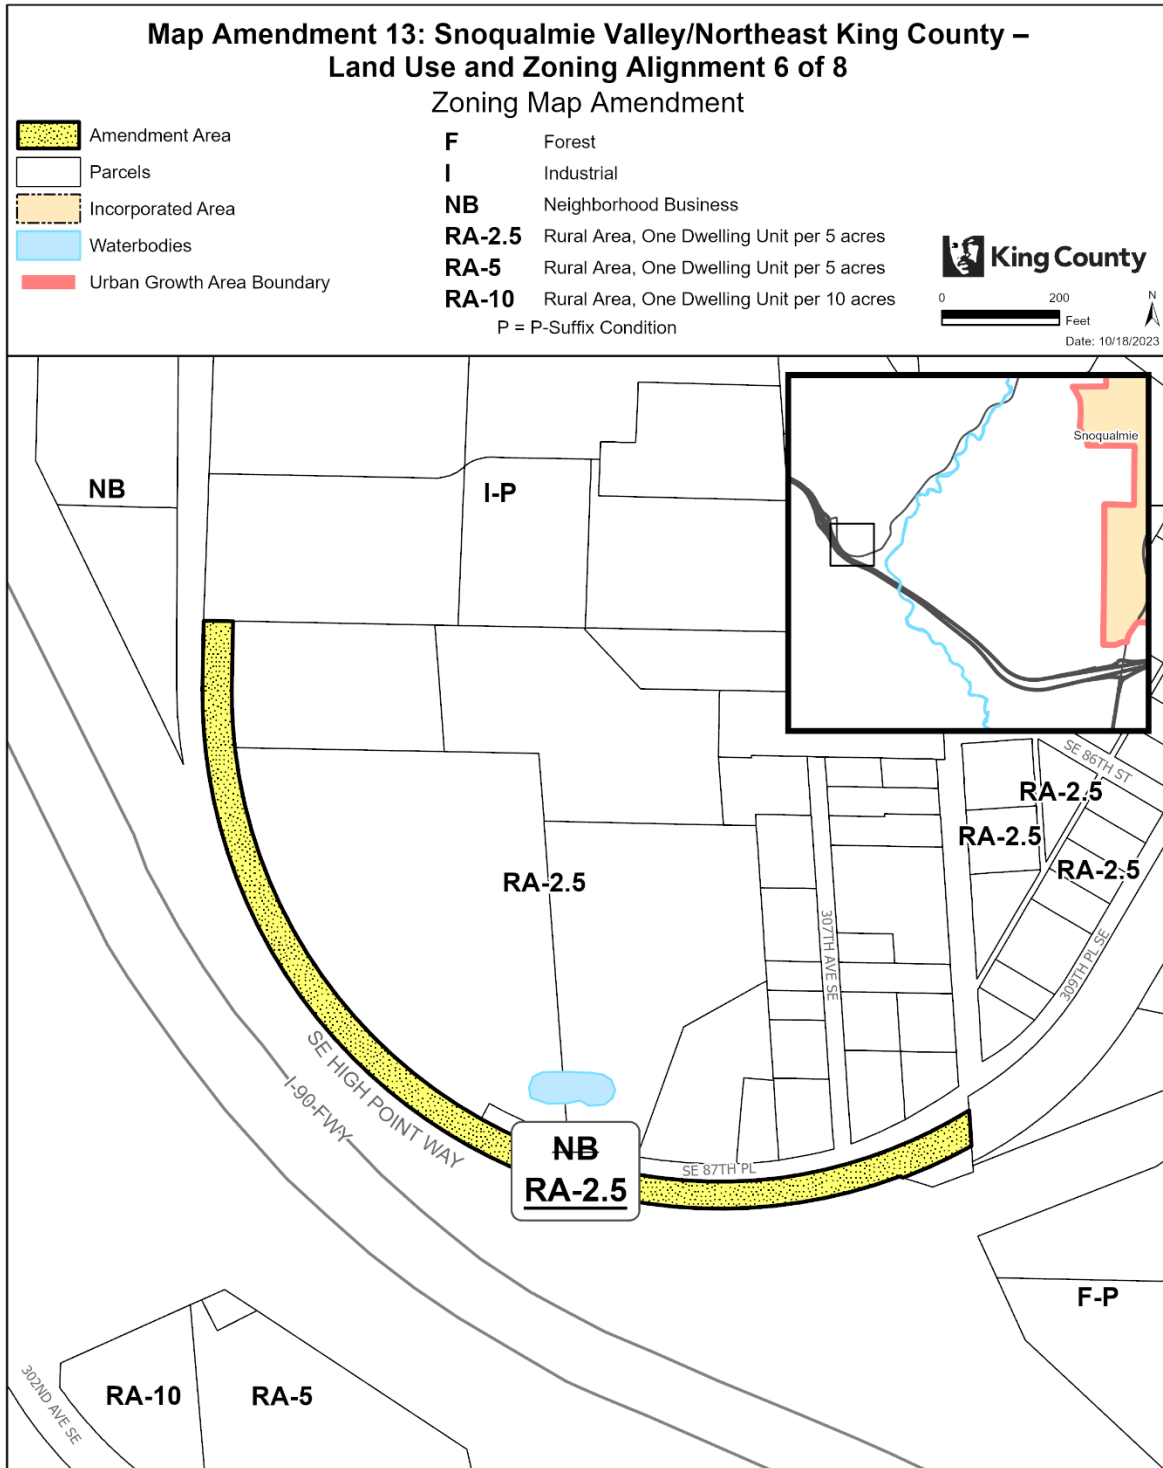 Map Amendment 13: Snoqualmie Valley/Northeast King County –
Land Use and Zoning Alignment 6 of 8
Zoning Map Amendment
Amendment Area
Parcels
Incorporated Area
Waterbodies
Urban Growth Area Boundary
F Forest
I Industrial
NB Neighborhood Business
RA-2.5 Rural Area, One Dwelling Unit per 5 acres
RA-5 Rural Area, One Dwelling Unit per 5 acres
RA-10 Rural Area, One Dwelling Unit per 10 acres
P = P-Suffix Condition
King County
0 200
Feet
N
Date: 10/18/2023
Snoqualmie
NB
I-P
SE 86TH ST
RA-2.5
RA-2.5
RA-2.5
RA-2.5
307TH AVE SE
309TH PL SE
SE HIGH POINT WAY
I-90 FWY
NB
RA-2.5
SE 87TH PL
F-P
302ND AVE SE
RA-10
RA-5